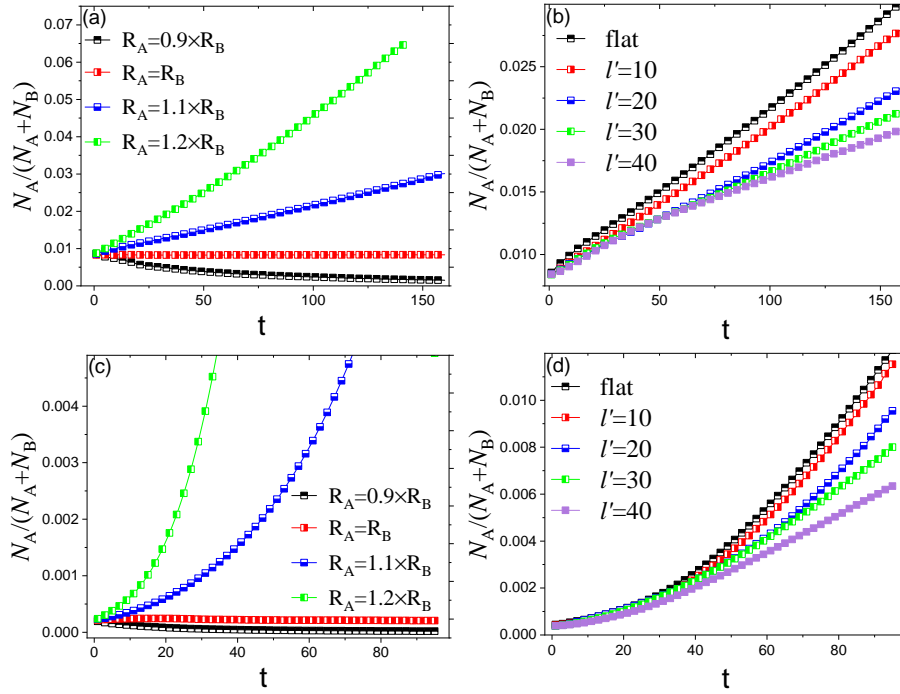 (a)
R_A=0.9×R_B
R_A=R_B
R_A=1.1×R_B
R_A=1.2×R_B
0.07
0.06
0.05
0.04
0.03
0.02
0.01
0.00
N_A/(N_A+N_B)
0 50 100 150
t
(b)
flat
l'=10
l'=20
l'=30
l'=40
0.025
0.020
0.015
0.010
N_A/(N_A+N_B)
0 50 100 150
t
(c)
R_A=0.9×R_B
R_A=R_B
R_A=1.1×R_B
R_A=1.2×R_B
0.004
0.003
0.002
0.001
0.000
N_A/(N_A+N_B)
0 20 40 60 80
t
(d)
flat
l'=10
l'=20
l'=30
l'=40
0.010
0.008
0.006
0.004
0.002
0.000
N_A/(N_A+N_B)
0 20 40 60 80
t